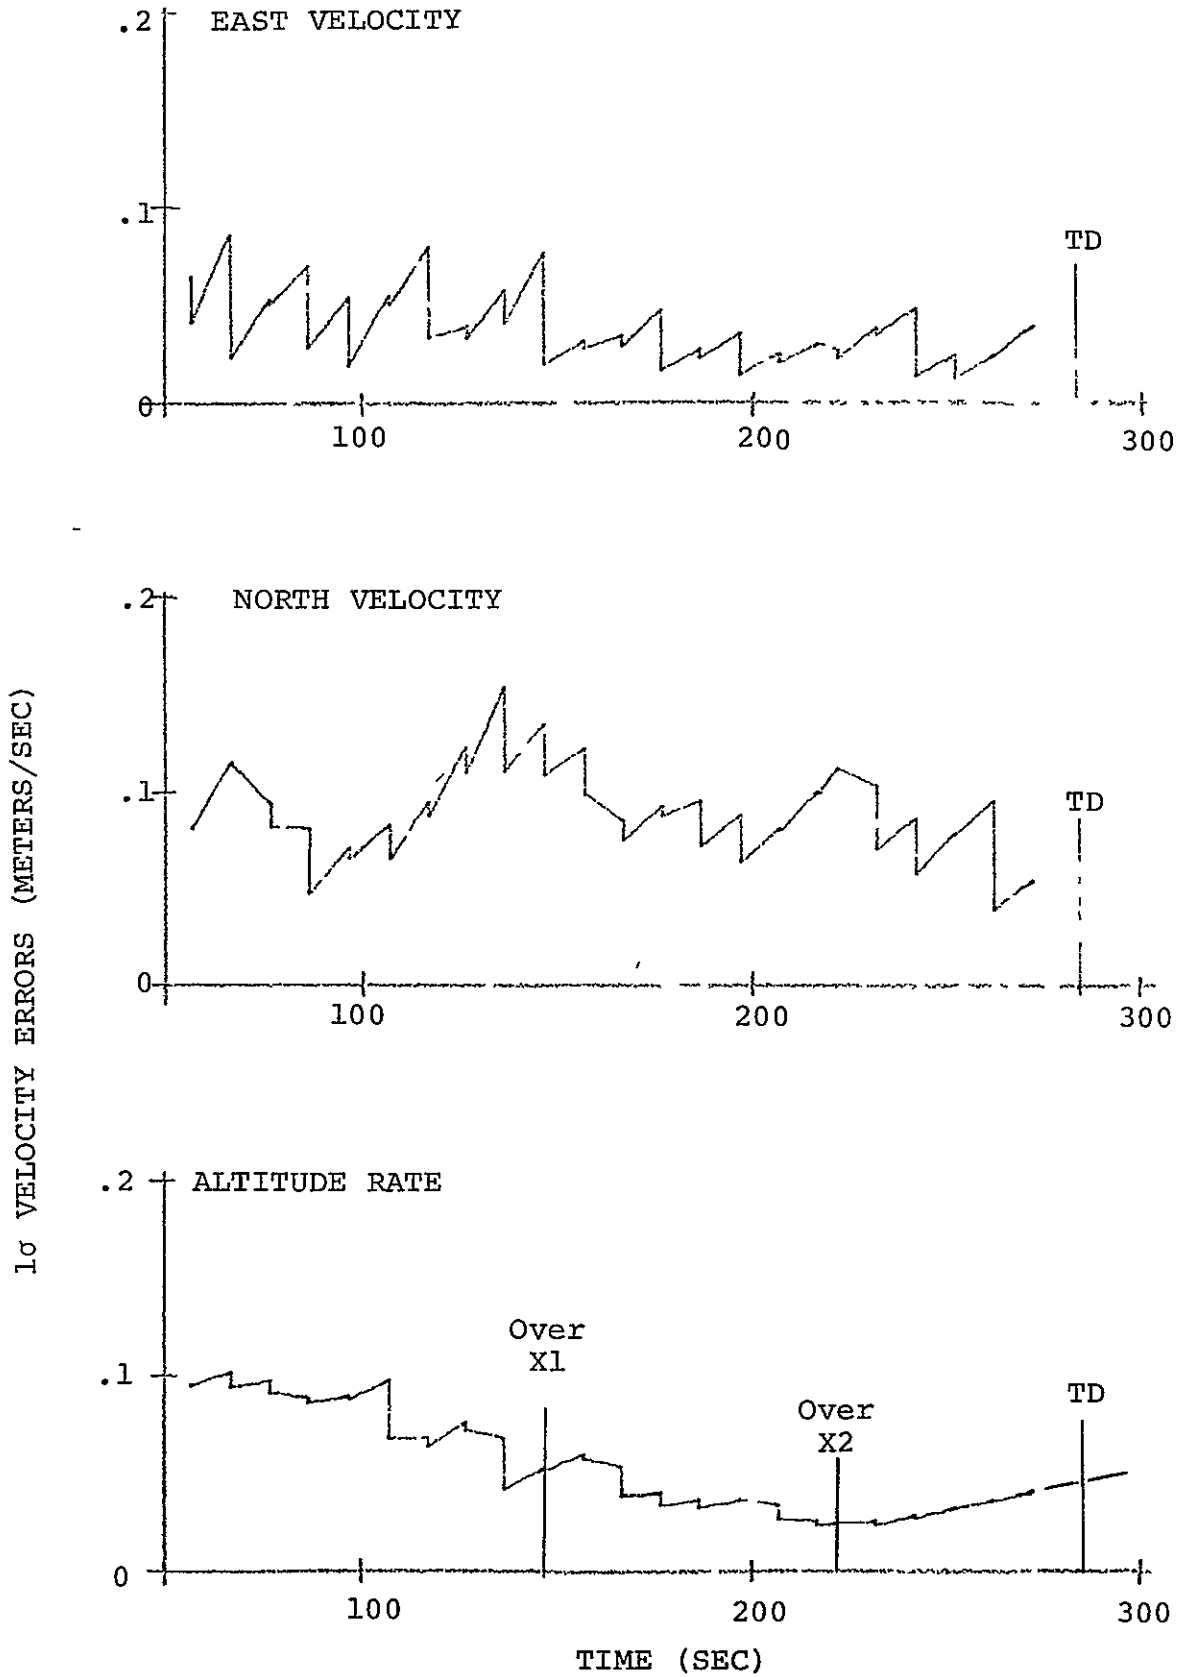 .2 EAST VELOCITY
.1
TD
0
100 200 300
.2 NORTH VELOCITY
.1
TD
0
100 200 300
1σ VELOCITY ERRORS (METERS/SEC)
.2 ALTITUDE RATE
Over
X1
.1
Over
X2
TD
0
100 200 300
TIME (SEC)